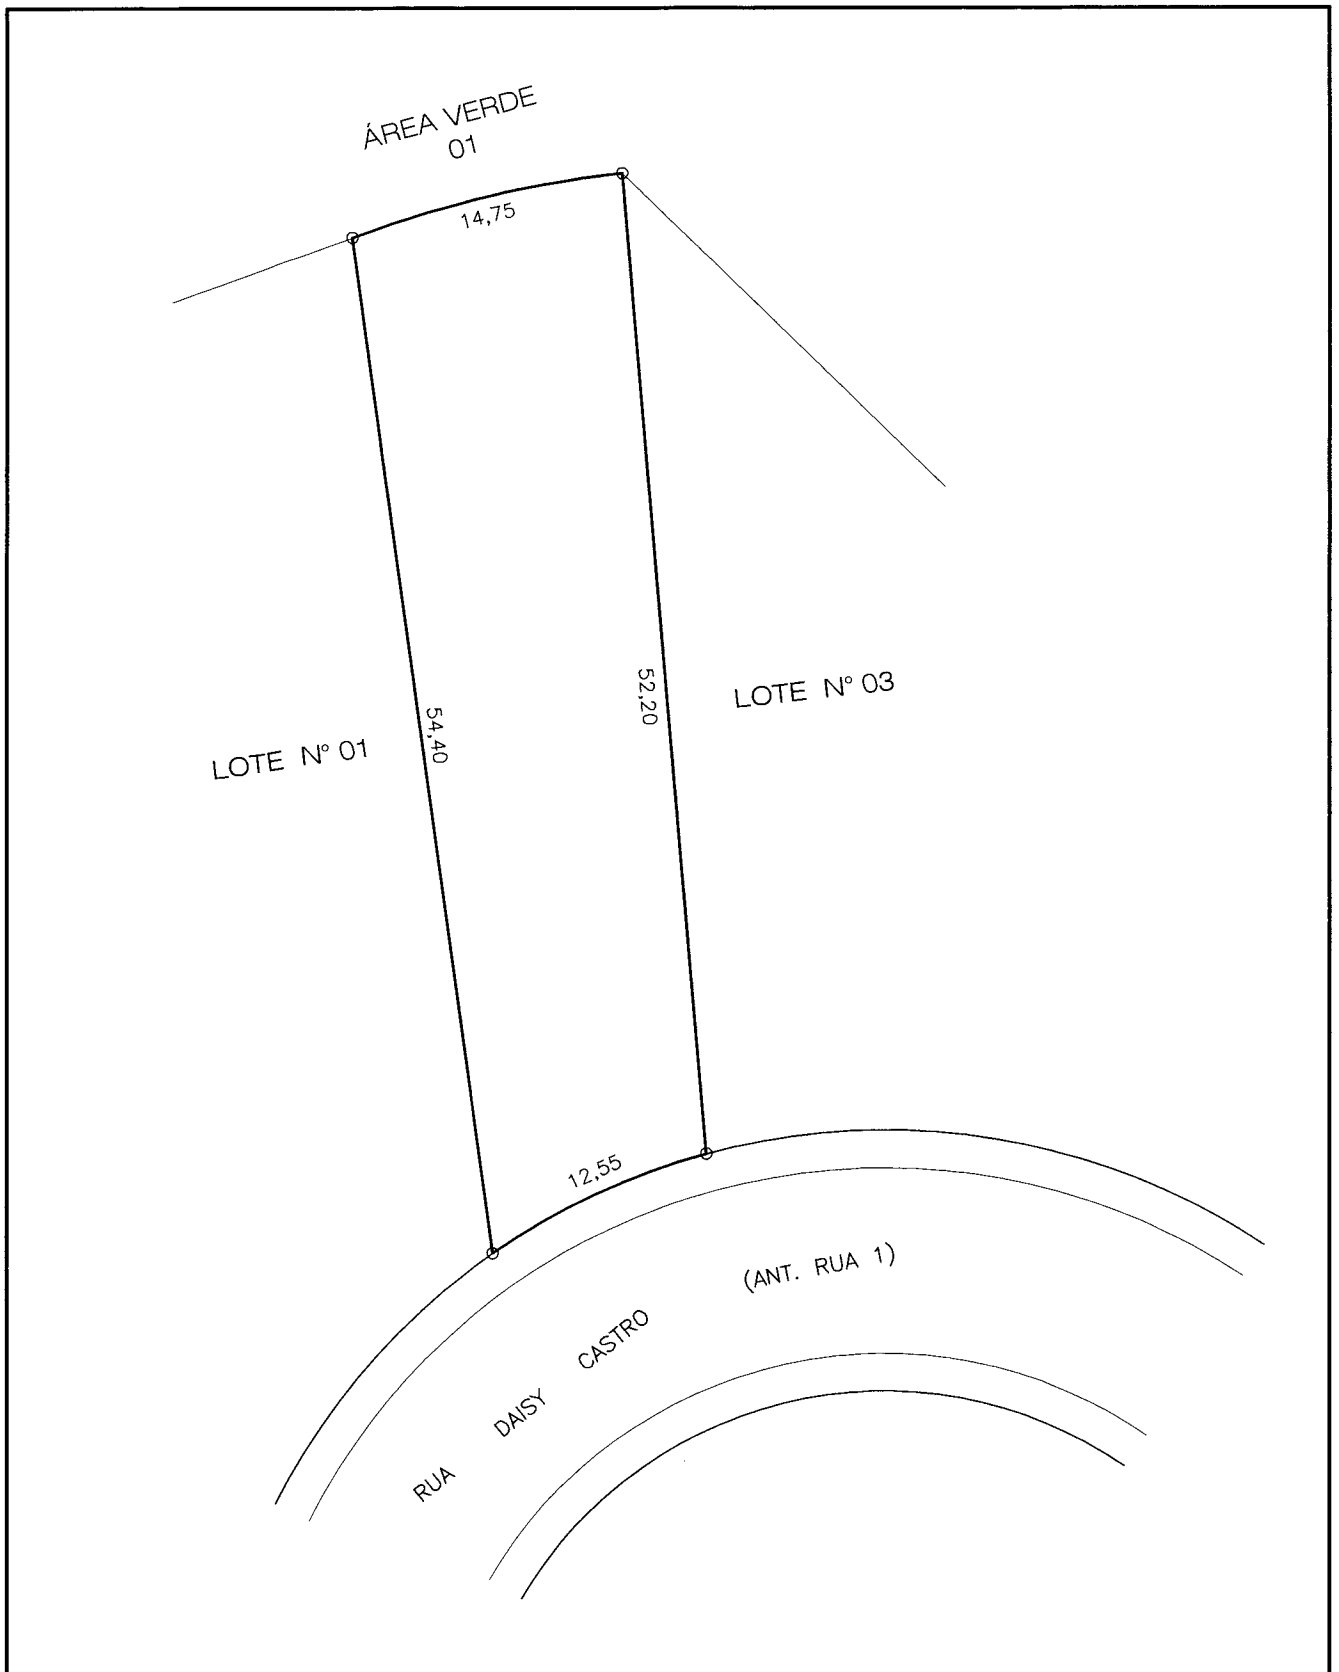 ÁREA VERDE
01
14,75
52,20
LOTE N° 03
54,40
LOTE N° 01
12,55
(ANT. RUA 1)
RUA DAISY CASTRO